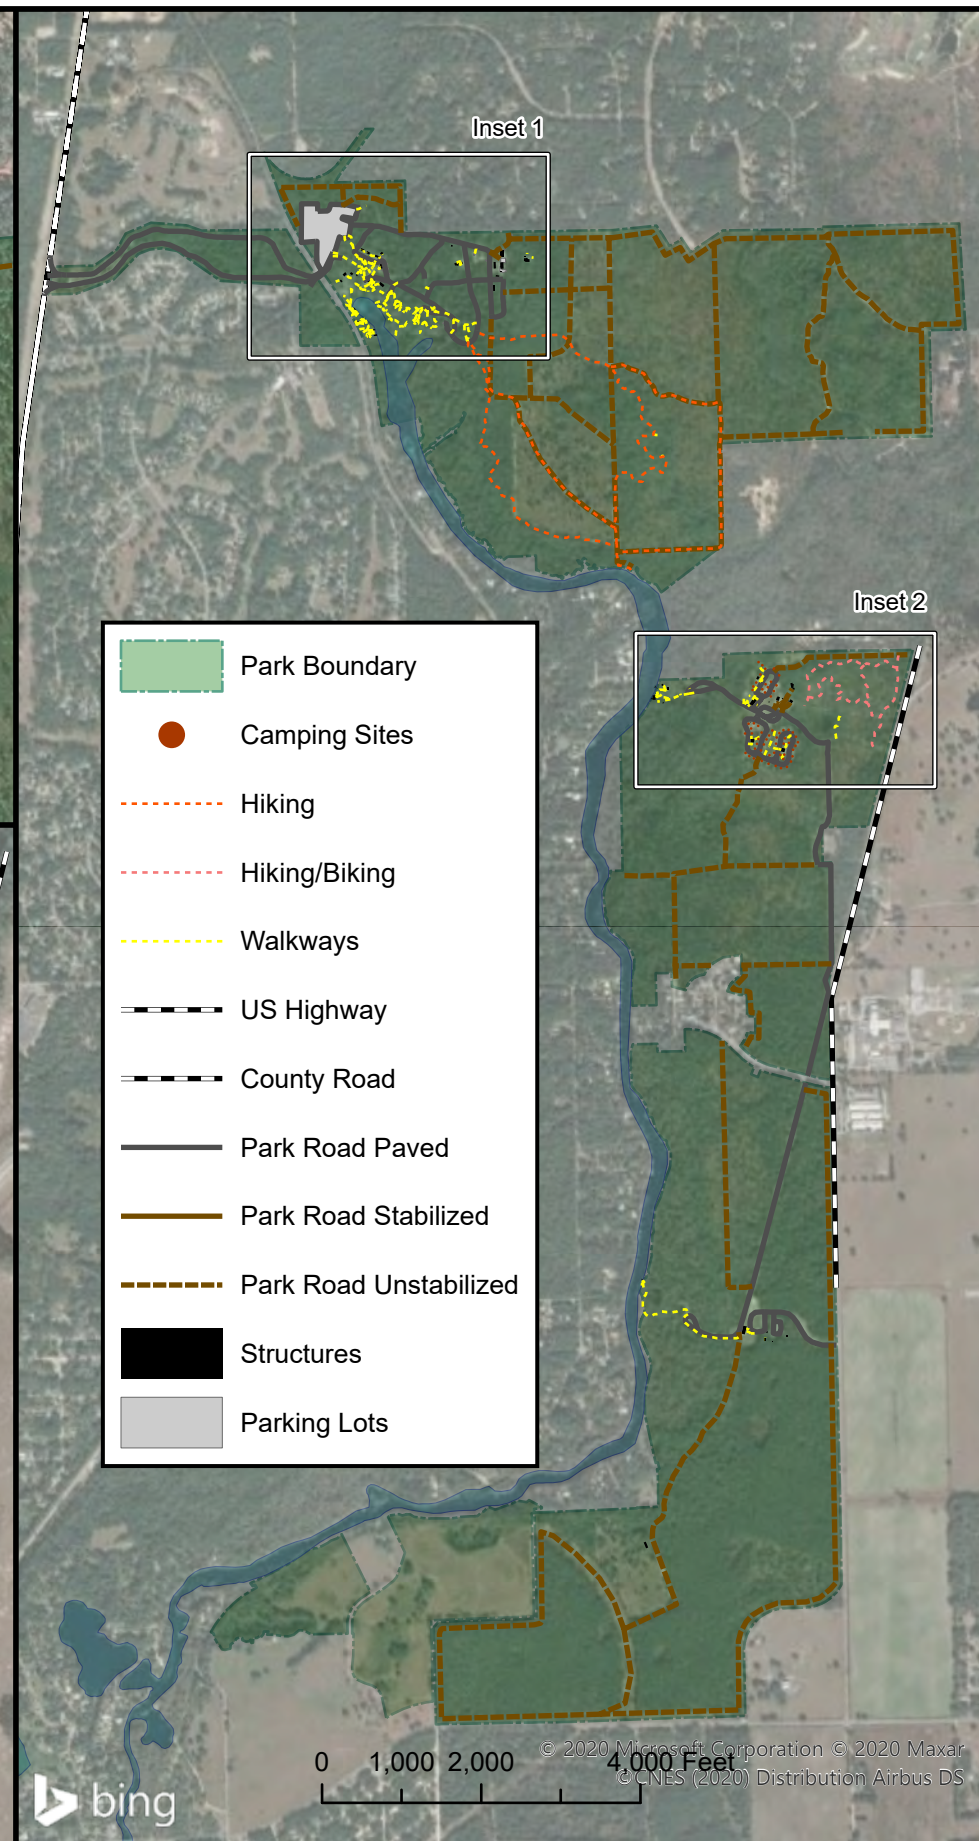 Inset 1
Inset 2
Park Boundary
Camping Sites
Hiking
Hiking/Biking
Walkways
US Highway
County Road
Park Road Paved
Park Road Stabilized
Park Road Unstabilized
Structures
Parking Lots
0 1,000 2,000 4,000 Feet
© 2020 Microsoft Corporation © 2020 Maxar
©CNES (2020) Distribution Airbus DS
bing